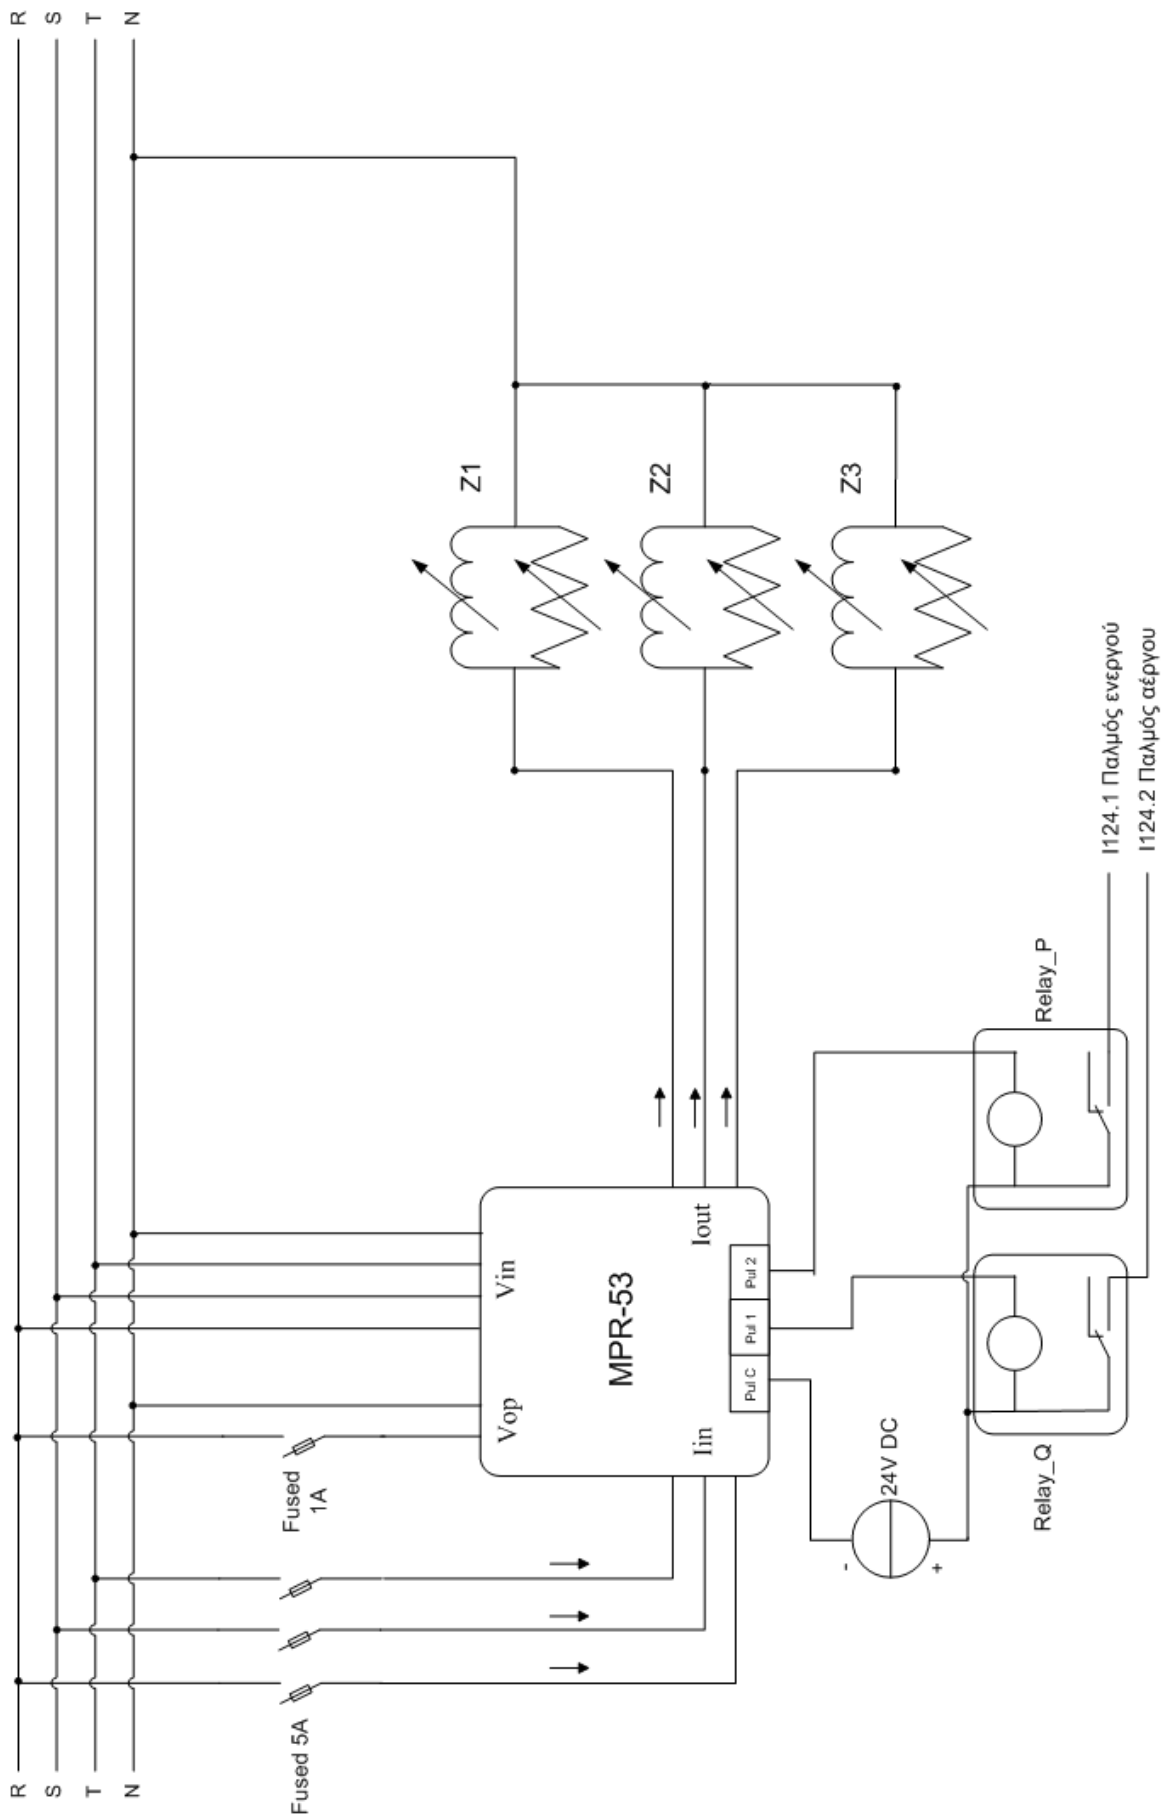 R
S
T
N
R
S
T
N
Fused 5A
Fused
1A
Vop
Vin
MPR-53
Iin
Iout
Pul C
Pul 1
Pul 2
Z1
Z2
Z3
24V DC
-
+
Relay_Q
Relay_P
I124.1 Παλμός ενεργού
I124.2 Παλμός αέργου